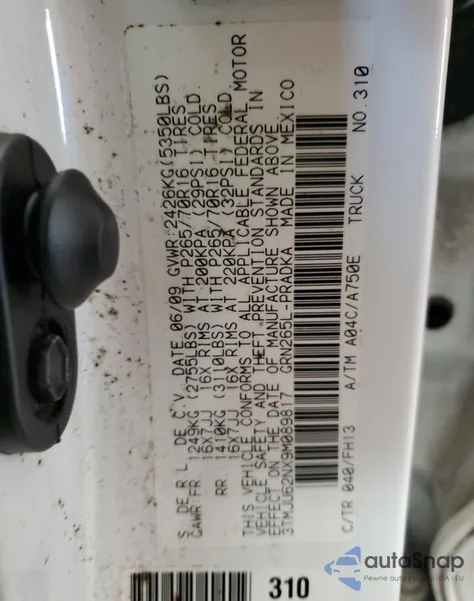 S. DE R.L. DE C.V. DATE 06/09 GVWR:2426KG(5350LBS)
GAWR FR. 1249KG (2755LBS) WITH P265/70R16 TIRES
16X7JJ 16X RIMS AT 200KPA (29PSI) COLD.
RR. 1410KG (3110LBS) WITH P265/70R16 TIRES
16X7JJ 16X RIMS AT 220KPA (32PSI) COLD.
THIS VEHICLE CONFORMS TO ALL APPLICABLE FEDERAL MOTOR
VEHICLE SAFETY AND THEFT PREVENTION STANDARDS IN
EFFECT ON THE DATE OF MANUFACTURE SHOWN ABOVE
3TMJU62NX9M089817 GRN265L-PRADKA MADE IN MEXICO
C/TR 040/FH13 A/TM A04C/A750E TRUCK NO.310
310
autoSnap
Pewne auto z USA i EU